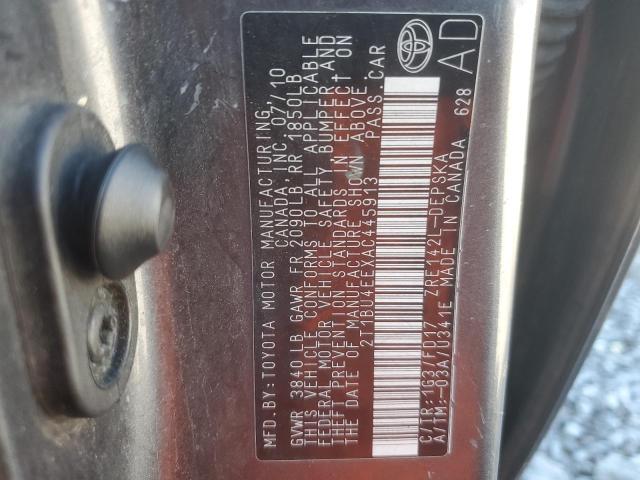 MFD.BY:TOYOTA MOTOR MANUFACTURING
CANADA INC. 07/10
GVWR 3840LB GAWR FR 2090LB RR 1850LB
THIS VEHICLE CONFORMS TO ALL APPLICABLE
FEDERAL MOTOR VEHICLE SAFETY BUMPER, AND
THEFT PREVENTION STANDARDS IN EFFECT ON
THE DATE OF MANUFACTURE SHOWN ABOVE.
2T1BU4EEXAC445913 PASS.CAR
C/TR:1G3/FD17 ZRE142L-DEPSKA
A/TM:-03A/U341E MADE IN CANADA 628
AD